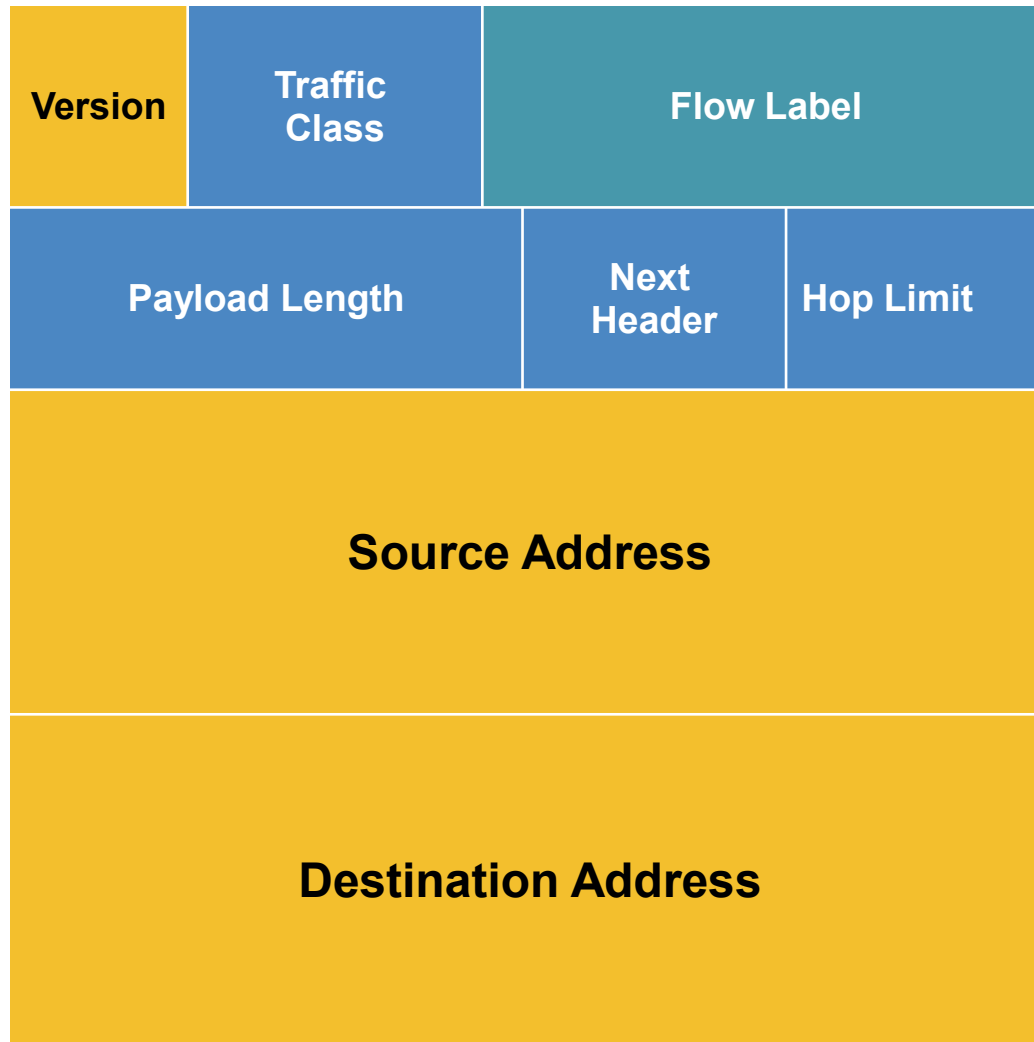 Version
Traffic
Class
Flow Label
Payload Length
Next
Header
Hop Limit
Source Address
Destination Address